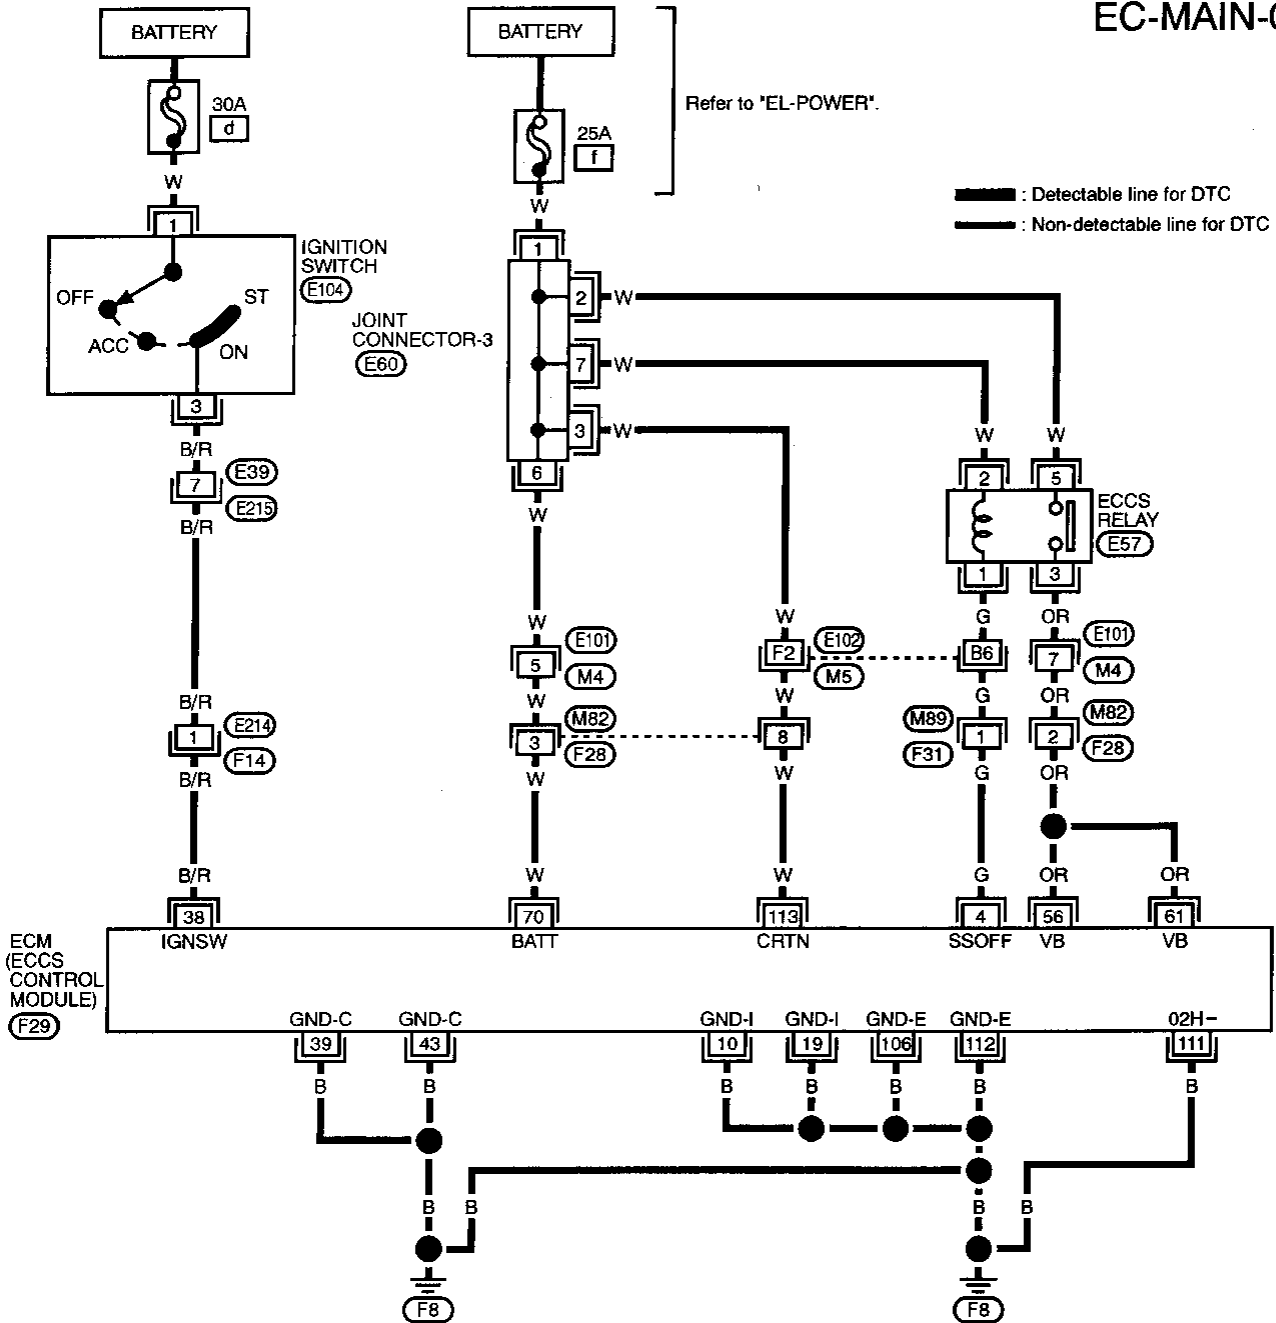 EC-MAIN-
BATTERY
BATTERY
30A
d
25A
f
Refer to "EL-POWER".
: Detectable line for DTC
: Non-detectable line for DTC
W
W
1
1
IGNITION
SWITCH
E104
OFF
ACC
ST
ON
JOINT
CONNECTOR-3
E60
2
W
7
W
3
W
6
3
B/R
7
E39
E215
B/R
W
W
W
2
5
ECCS
RELAY
E57
1
3
W
5
E101
M4
W
W
F2
E102
M5
W
G
B6
G
OR
7
E101
M4
OR
B/R
1
E214
F14
B/R
3
M82
F28
W
8
W
M89
F31
1
G
2
M82
F28
OR
B/R
W
W
G
OR
OR
38
70
113
4
56
61
IGNSW
BATT
CRTN
SSOFF
VB
VB
ECM
(ECCS
CONTROL
MODULE)
F29
GND-C
GND-C
GND-I
GND-I
GND-E
GND-E
02H-
39
43
10
19
106
112
111
B
B
B
B
B
B
B
B
B
B
B
F8
F8